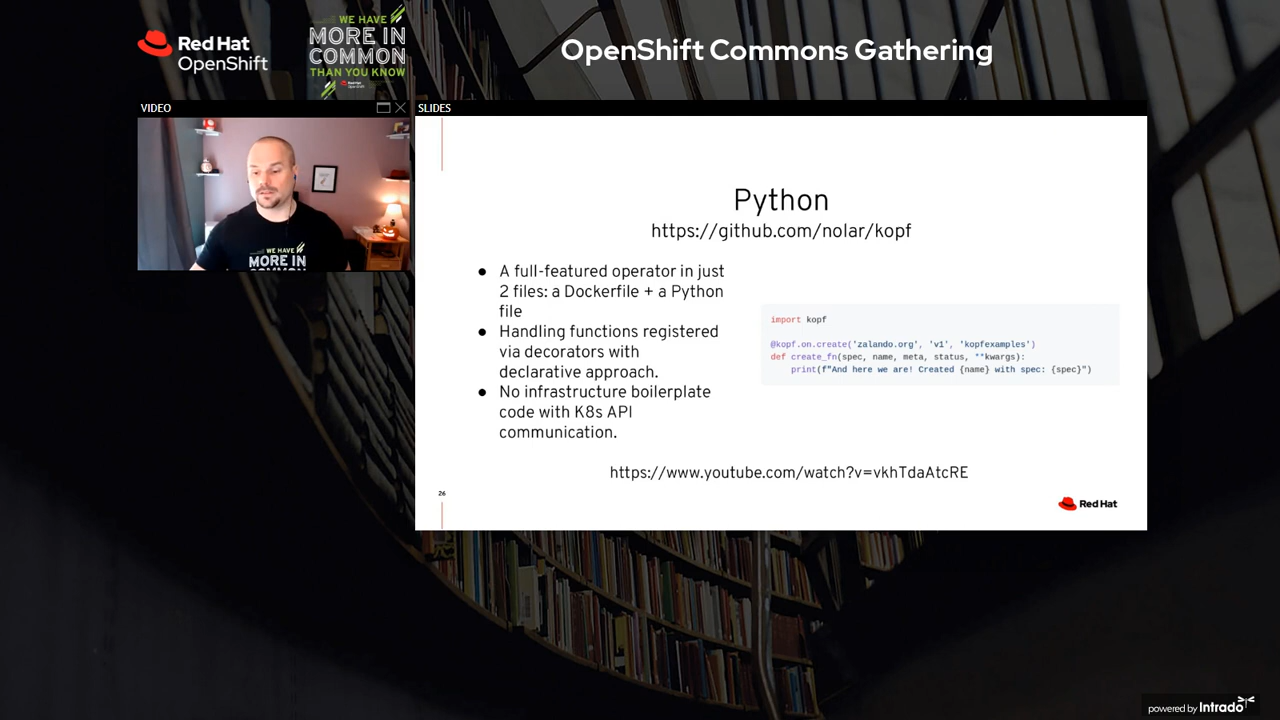 Red Hat
OpenShift
WE HAVE
MORE IN
COMMON
THAN YOU KNOW
Red Hat
OpenShift Commons Gathering
VIDEO
SLIDES
WE HAVE
MORE IN
COMMON
Python
https://github.com/nolar/kopf
● A full-featured operator in just
2 files: a Dockerfile + a Python
file
● Handling functions registered
via decorators with
declarative approach.
● No infrastructure boilerplate
code with K8s API
communication.
import kopf
@kopf.on.create('zalando.org', 'v1', 'kopfexamples')
def create_fn(spec, name, meta, status, **kwargs):
print(f"And here we are! Created {name} with spec: {spec}")
https://www.youtube.com/watch?v=vkhTdaAtcRE
26
Red Hat
powered by Intrado